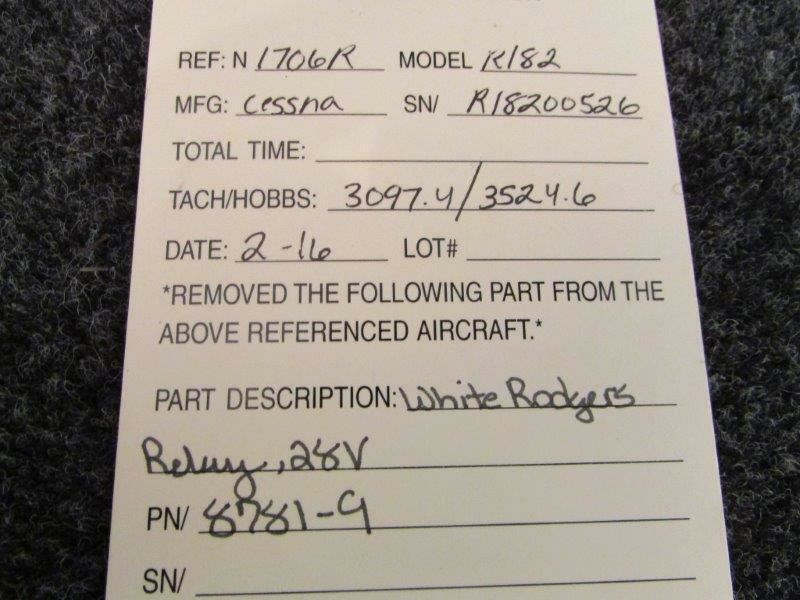 REF: N 1706R MODEL R182
MFG: Cessna SN/ R18200526
TOTAL TIME:
TACH/HOBBS: 3097.4/3524.6
DATE: 2-16 LOT#
*REMOVED THE FOLLOWING PART FROM THE
ABOVE REFERENCED AIRCRAFT.*
PART DESCRIPTION: White Rodgers
Relay, 28V
PN/ 8781-9
SN/